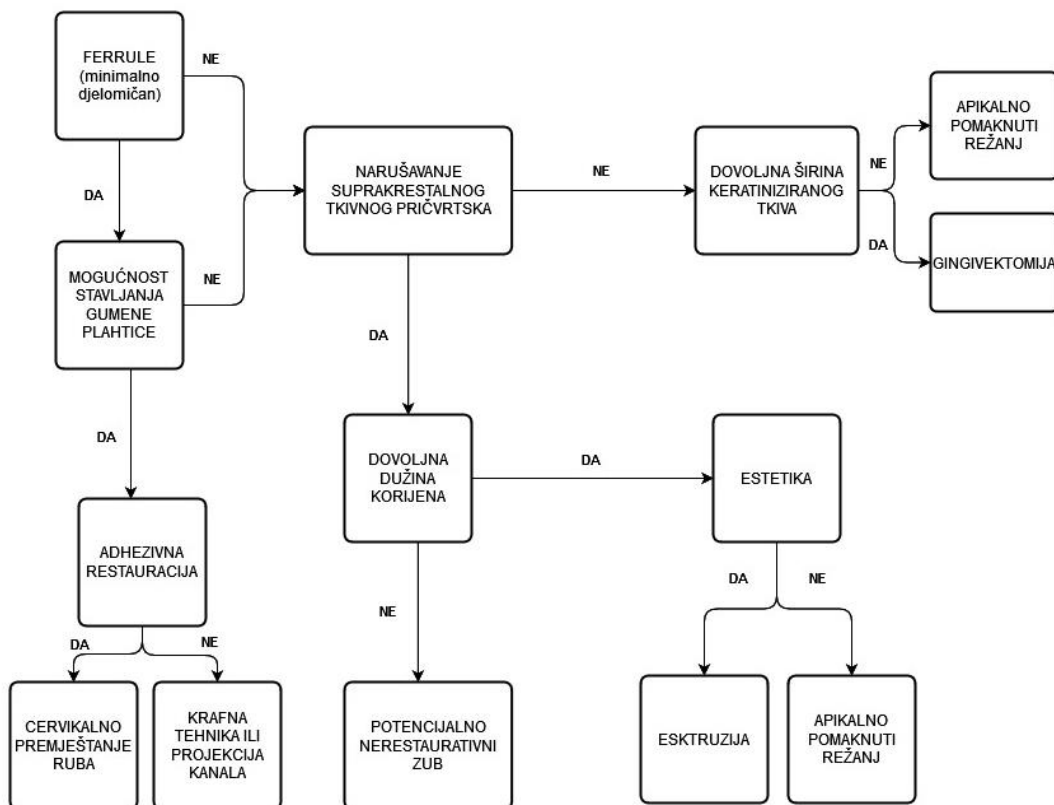 FERRULE
(minimalno
djelomičan)
NE
DA
MOGUĆNOST
STAVLJANJA
GUMENE
PLAHTICE
NE
DA
ADHEZIVNA
RESTAURACIJA
DA
NE
CERVIKALNO
PREMJEŠTANJE
RUBA
KRAFNA
TEHNIKA ILI
PROJEKCIJA
KANALA
NARUŠAVANJE
SUPRAKRESTALNOG
TKIVNOG PRIČVRTSKA
NE
DA
DOVOLJNA ŠIRINA
KERATINIZIRANOG
TKIVA
NE
DA
APIKALNO
POMAKNUTI
REŽANJ
GINGIVEKTOMIJA
DOVOLJNA
DUŽINA
KORIJENA
DA
NE
POTENCIJALNO
NERESTAURATIVNI
ZUB
ESTETIKA
DA
NE
ESKTRUZIJA
APIKALNO
POMAKNUTI
REŽANJ